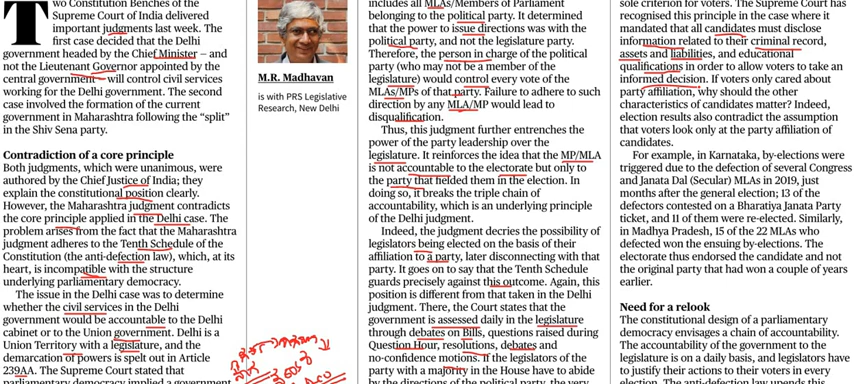 wo Constitution Benches of the
Supreme Court of India delivered
important judgments last week. The
first case decided that the Delhi
government headed by the Chief Minister – and
not the Lieutenant Governor appointed by the
central government – will control civil services
working for the Delhi government. The second
case involved the formation of the current
government in Maharashtra following the “split”
in the Shiv Sena party.
Contradiction of a core principle
Both judgments, which were unanimous, were
authored by the Chief Justice of India; they
explain the constitutional position clearly.
However, the Maharashtra judgment contradicts
the core principle applied in the Delhi case. The
problem arises from the fact that the Maharashtra
judgment adheres to the Tenth Schedule of the
Constitution (the anti-defection law), which, at its
heart, is incompatible with the structure
underlying parliamentary democracy.
The issue in the Delhi case was to determine
whether the civil services in the Delhi
government would be accountable to the Delhi
cabinet or to the Union government. Delhi is a
Union Territory with a legislature, and the
demarcation of powers is spelt out in Article
239AA. The Supreme Court stated that
parliamentary democracy implied a government
M.R. Madhavan
is with PRS Legislative
Research, New Delhi
includes all MLAs/Members of Parliament
belonging to the political party. It determined
that the power to issue directions was with the
political party, and not the legislature party.
Therefore, the person in charge of the political
party (who may not be a member of the
legislature) would control every vote of the
MLAs/MPs of that party. Failure to adhere to such
direction by any MLA/MP would lead to
disqualification.
Thus, this judgment further entrenches the
power of the party leadership over the
legislature. It reinforces the idea that the MP/MLA
is not accountable to the electorate but only to
the party that fielded them in the election. In
doing so, it breaks the triple chain of
accountability, which is an underlying principle
of the Delhi judgment.
Indeed, the judgment decries the possibility of
legislators being elected on the basis of their
affiliation to a party, later disconnecting with that
party. It goes on to say that the Tenth Schedule
guards precisely against this outcome. Again, this
position is different from that taken in the Delhi
judgment. There, the Court states that the
government is assessed daily in the legislature
through debates on Bills, questions raised during
Question Hour, resolutions, debates and
no-confidence motions. If the legislators of the
party with a majority in the House have to abide
by the directions of the political party, the very
sole criterion for voters. The Supreme Court has
recognised this principle in the case where it
mandated that all candidates must disclose
information related to their criminal record,
assets and liabilities, and educational
qualifications in order to allow voters to take an
informed decision. If voters only cared about
party affiliation, why should the other
characteristics of candidates matter? Indeed,
election results also contradict the assumption
that voters look only at the party affiliation of
candidates.
For example, in Karnataka, by-elections were
triggered due to the defection of several Congress
and Janata Dal (Secular) MLAs in 2019, just
months after the general election; 13 of the
defectors contested on a Bharatiya Janata Party
ticket, and 11 of them were re-elected. Similarly,
in Madhya Pradesh, 15 of the 22 MLAs who
defected won the ensuing by-elections. The
electorate thus endorsed the candidate and not
the original party that had won a couple of years
earlier.
Need for a relook
The constitutional design of a parliamentary
democracy envisages a chain of accountability.
The accountability of the government to the
legislature is on a daily basis, and legislators have
to justify their actions to their voters in every
election. The anti-defection law upends this